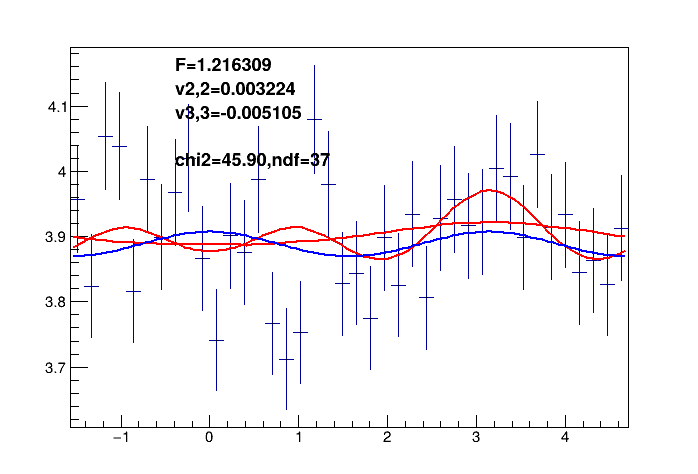 F=1.216309
v2,2=0.003224
v3,3=-0.005105
chi2=45.90,ndf=37
4.1
4
3.9
3.8
3.7
−1
0
1
2
3
4